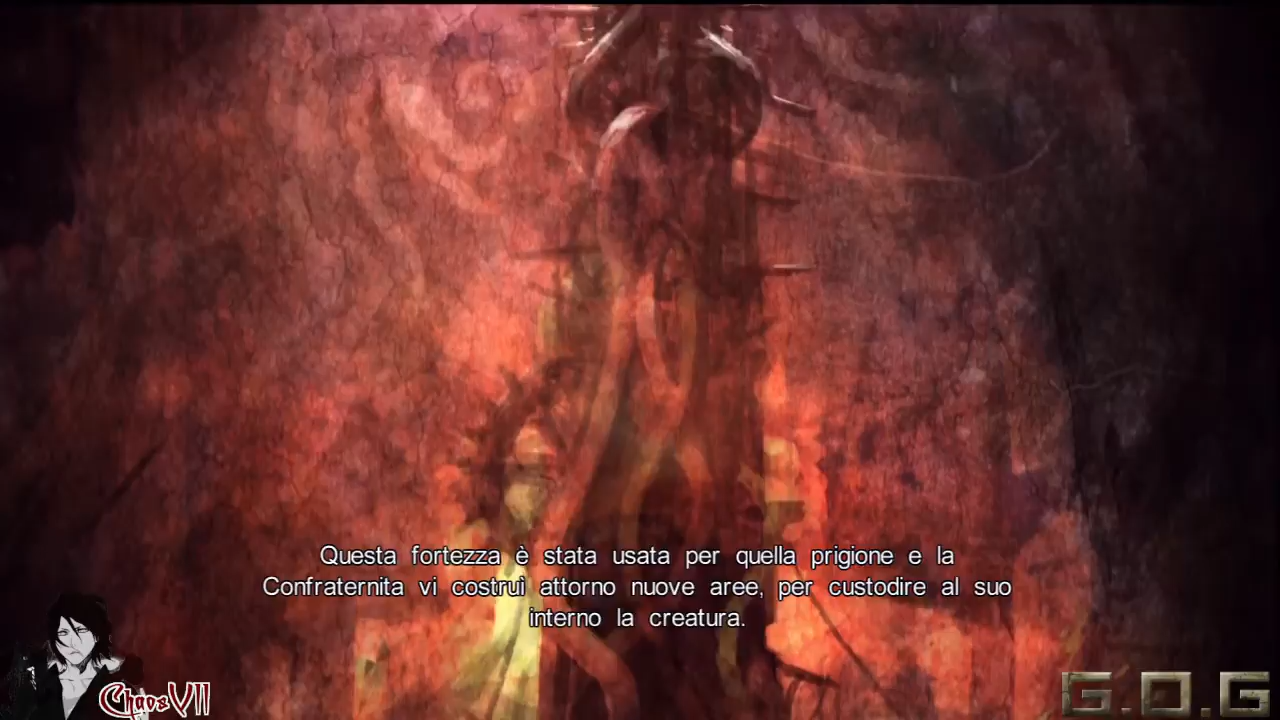 Questa fortezza è stata usata per quella prigione e la
Confraternita vi costruì attorno nuove aree, per custodire al suo
interno la creatura.
ChaosVII
G.O.G